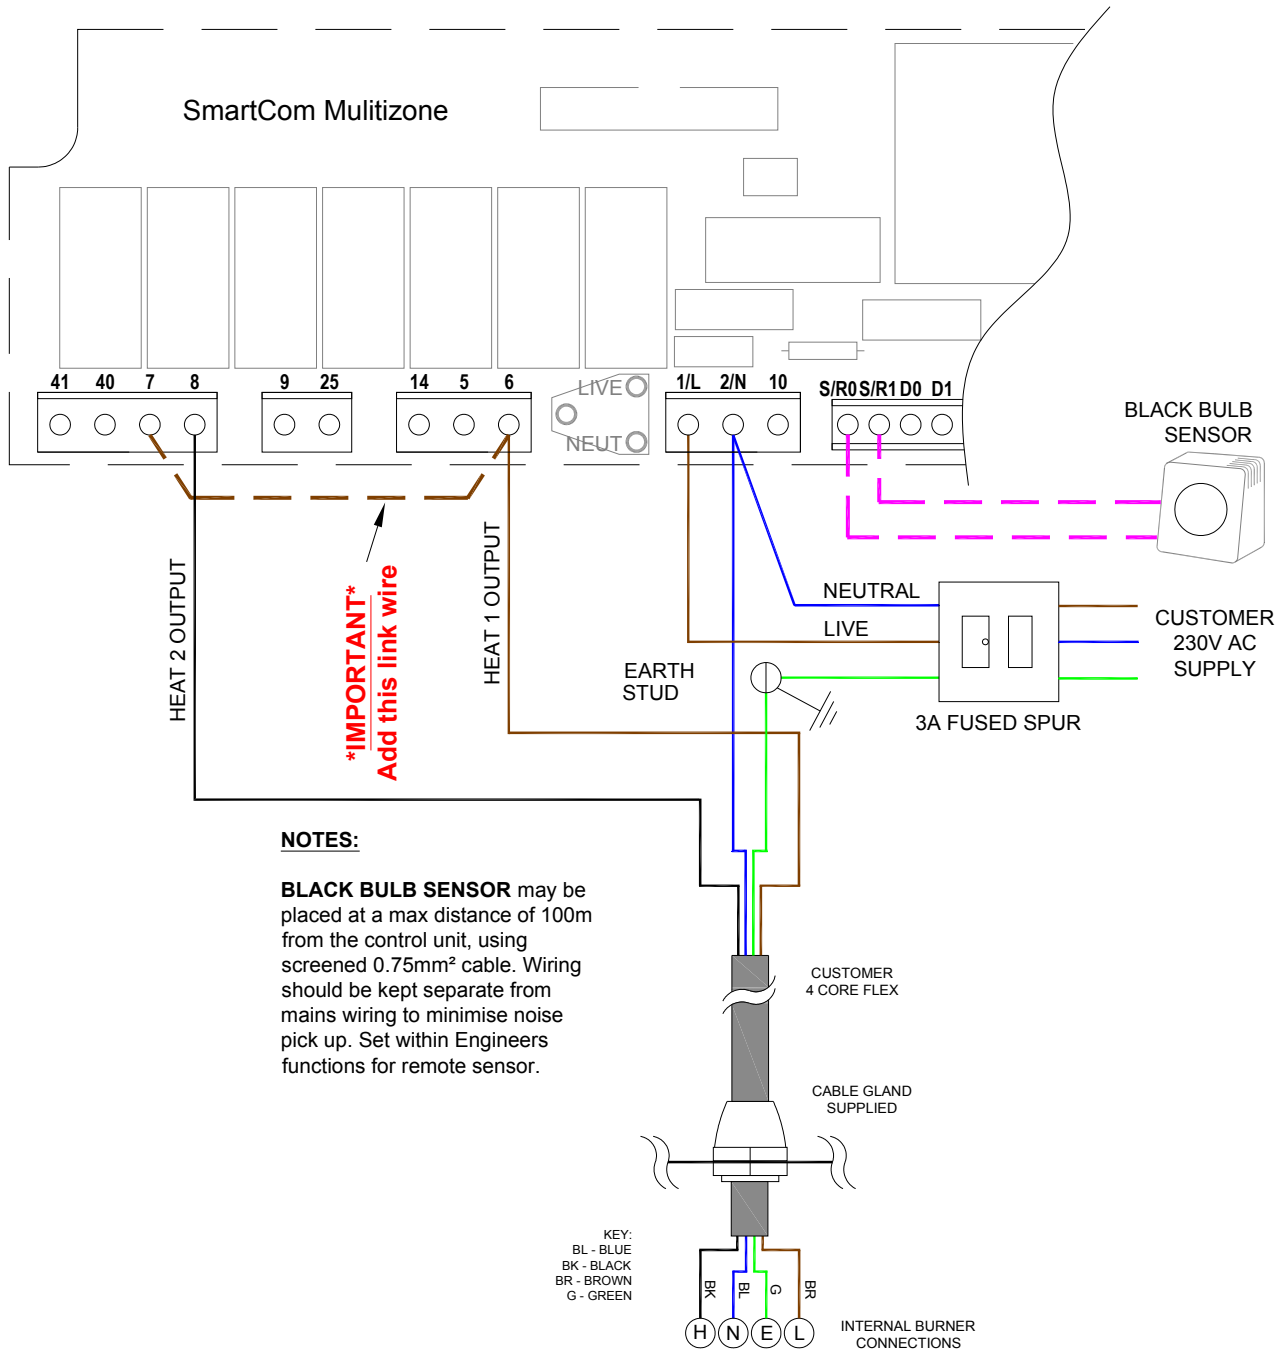 SmartCom Mulitizone
41 40 7 8 9 25 14 5 6 1/L 2/N 10 S/R0 S/R1 D0 D1
LIVE
NEUT
BLACK BULB
SENSOR
HEAT 2 OUTPUT
*IMPORTANT*
Add this link wire
HEAT 1 OUTPUT
NEUTRAL
LIVE
EARTH
STUD
CUSTOMER
230V AC
SUPPLY
3A FUSED SPUR
NOTES:
BLACK BULB SENSOR may be
placed at a max distance of 100m
from the control unit, using
screened 0.75mm² cable. Wiring
should be kept separate from
mains wiring to minimise noise
pick up. Set within Engineers
functions for remote sensor.
CUSTOMER
4 CORE FLEX
CABLE GLAND
SUPPLIED
KEY:
BL - BLUE
BK - BLACK
BR - BROWN
G - GREEN
BK BL G BR
H N E L
INTERNAL BURNER
CONNECTIONS